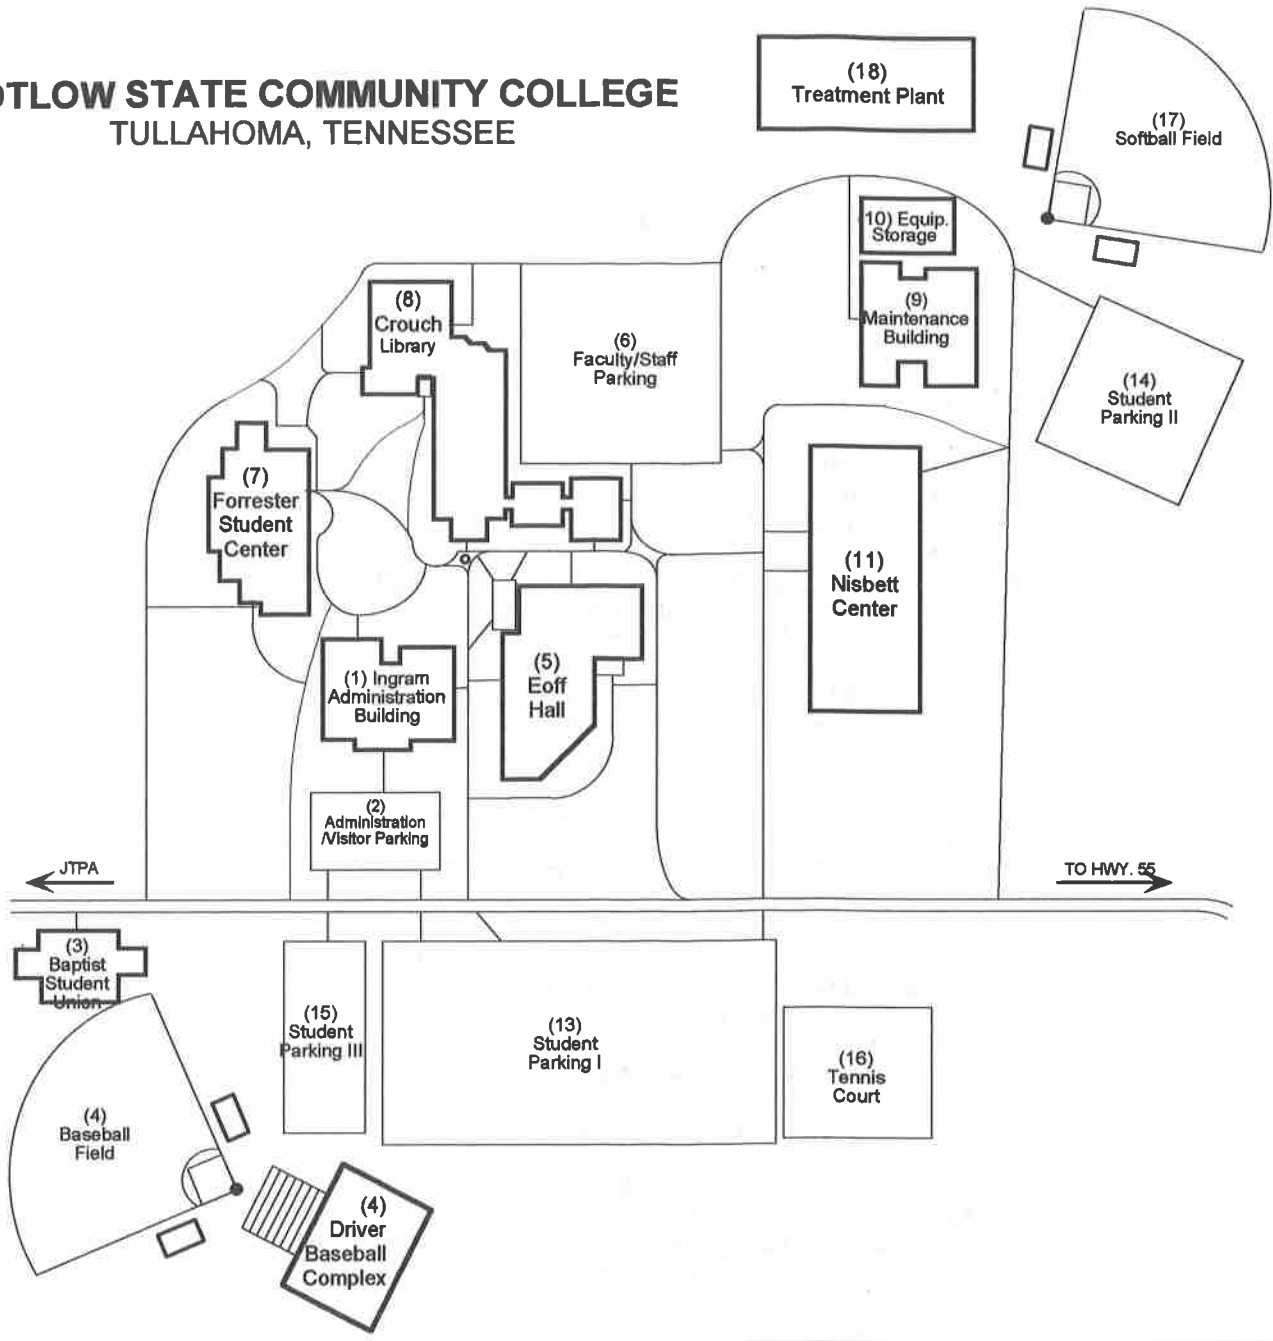 OTLOW STATE COMMUNITY COLLEGE
TULLAHOMA, TENNESSEE
(18)
Treatment Plant
(17)
Softball Field
10) Equip.
Storage
(9)
Maintenance
Building
(8)
Crouch
Library
(6)
Faculty/Staff
Parking
(14)
Student
Parking II
(7)
Forrester
Student
Center
(11)
Nisbett
Center
(5)
Eoff
Hall
(1) Ingram
Administration
Building
(2)
Administration
/Visitor Parking
JTPA
TO HWY. 55
(3)
Baptist
Student
Union
(15)
Student
Parking III
(13)
Student
Parking I
(16)
Tennis
Court
(4)
Baseball
Field
(4)
Driver
Baseball
Complex